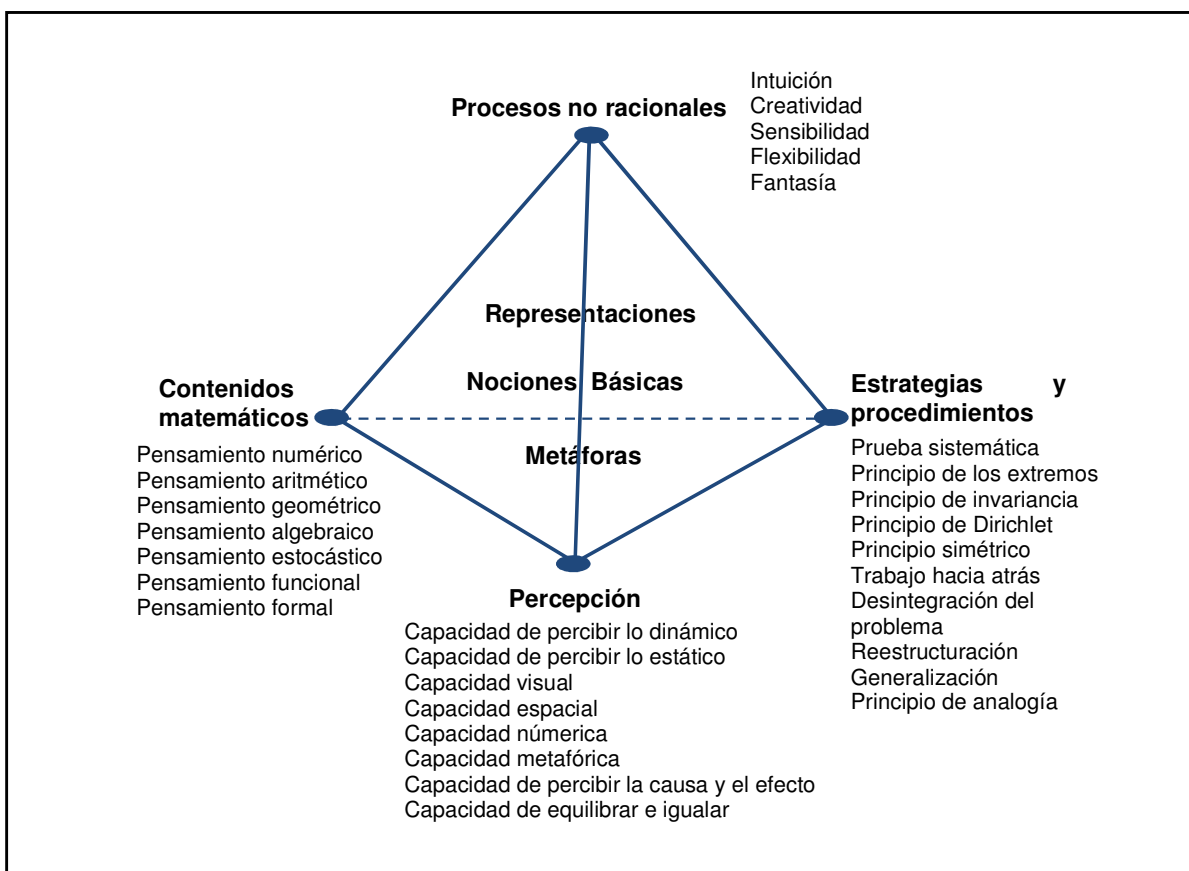 Procesos no racionales
Intuición
Creatividad
Sensibilidad
Flexibilidad
Fantasía
Representaciones
Nociones Básicas
Metáforas
Contenidos
matemáticos
Pensamiento numérico
Pensamiento aritmético
Pensamiento geométrico
Pensamiento algebraico
Pensamiento estocástico
Pensamiento funcional
Pensamiento formal
Estrategias y
procedimientos
Prueba sistemática
Principio de los extremos
Principio de invariancia
Principio de Dirichlet
Principio simétrico
Trabajo hacia atrás
Desintegración del
problema
Reestructuración
Generalización
Principio de analogía
Percepción
Capacidad de percibir lo dinámico
Capacidad de percibir lo estático
Capacidad visual
Capacidad espacial
Capacidad númerica
Capacidad metafórica
Capacidad de percibir la causa y el efecto
Capacidad de equilibrar e igualar